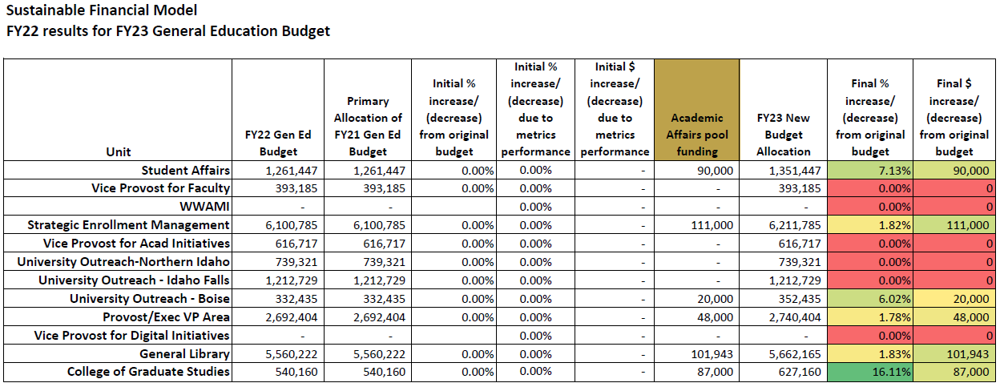 Sustainable Financial Model
FY22 results for FY23 General Education Budget
Unit | FY22 Gen Ed Budget | Primary Allocation of FY21 Gen Ed Budget | Initial % increase/ (decrease) from original budget | Initial % increase/ (decrease) due to metrics performance | Initial $ increase/ (decrease) due to metrics performance | Academic Affairs pool funding | FY23 New Budget Allocation | Final % increase/ (decrease) from original budget | Final $ increase/ (decrease) from original budget
Student Affairs | 1,261,447 | 1,261,447 | 0.00% | 0.00% | - | 90,000 | 1,351,447 | 7.13% | 90,000
Vice Provost for Faculty | 393,185 | 393,185 | 0.00% | 0.00% | - | - | 393,185 | 0.00% | 0
WWAMI | - | - | | 0.00% | - | - | - | 0.00% | 0
Strategic Enrollment Management | 6,100,785 | 6,100,785 | 0.00% | 0.00% | - | 111,000 | 6,211,785 | 1.82% | 111,000
Vice Provost for Acad Initiatives | 616,717 | 616,717 | 0.00% | 0.00% | - | - | 616,717 | 0.00% | 0
University Outreach-Northern Idaho | 739,321 | 739,321 | 0.00% | 0.00% | - | - | 739,321 | 0.00% | 0
University Outreach - Idaho Falls | 1,212,729 | 1,212,729 | 0.00% | 0.00% | - | - | 1,212,729 | 0.00% | 0
University Outreach - Boise | 332,435 | 332,435 | 0.00% | 0.00% | - | 20,000 | 352,435 | 6.02% | 20,000
Provost/Exec VP Area | 2,692,404 | 2,692,404 | 0.00% | 0.00% | - | 48,000 | 2,740,404 | 1.78% | 48,000
Vice Provost for Digital Initiatives | - | - | | 0.00% | - | - | - | 0.00% | 0
General Library | 5,560,222 | 5,560,222 | 0.00% | 0.00% | - | 101,943 | 5,662,165 | 1.83% | 101,943
College of Graduate Studies | 540,160 | 540,160 | 0.00% | 0.00% | - | 87,000 | 627,160 | 16.11% | 87,000